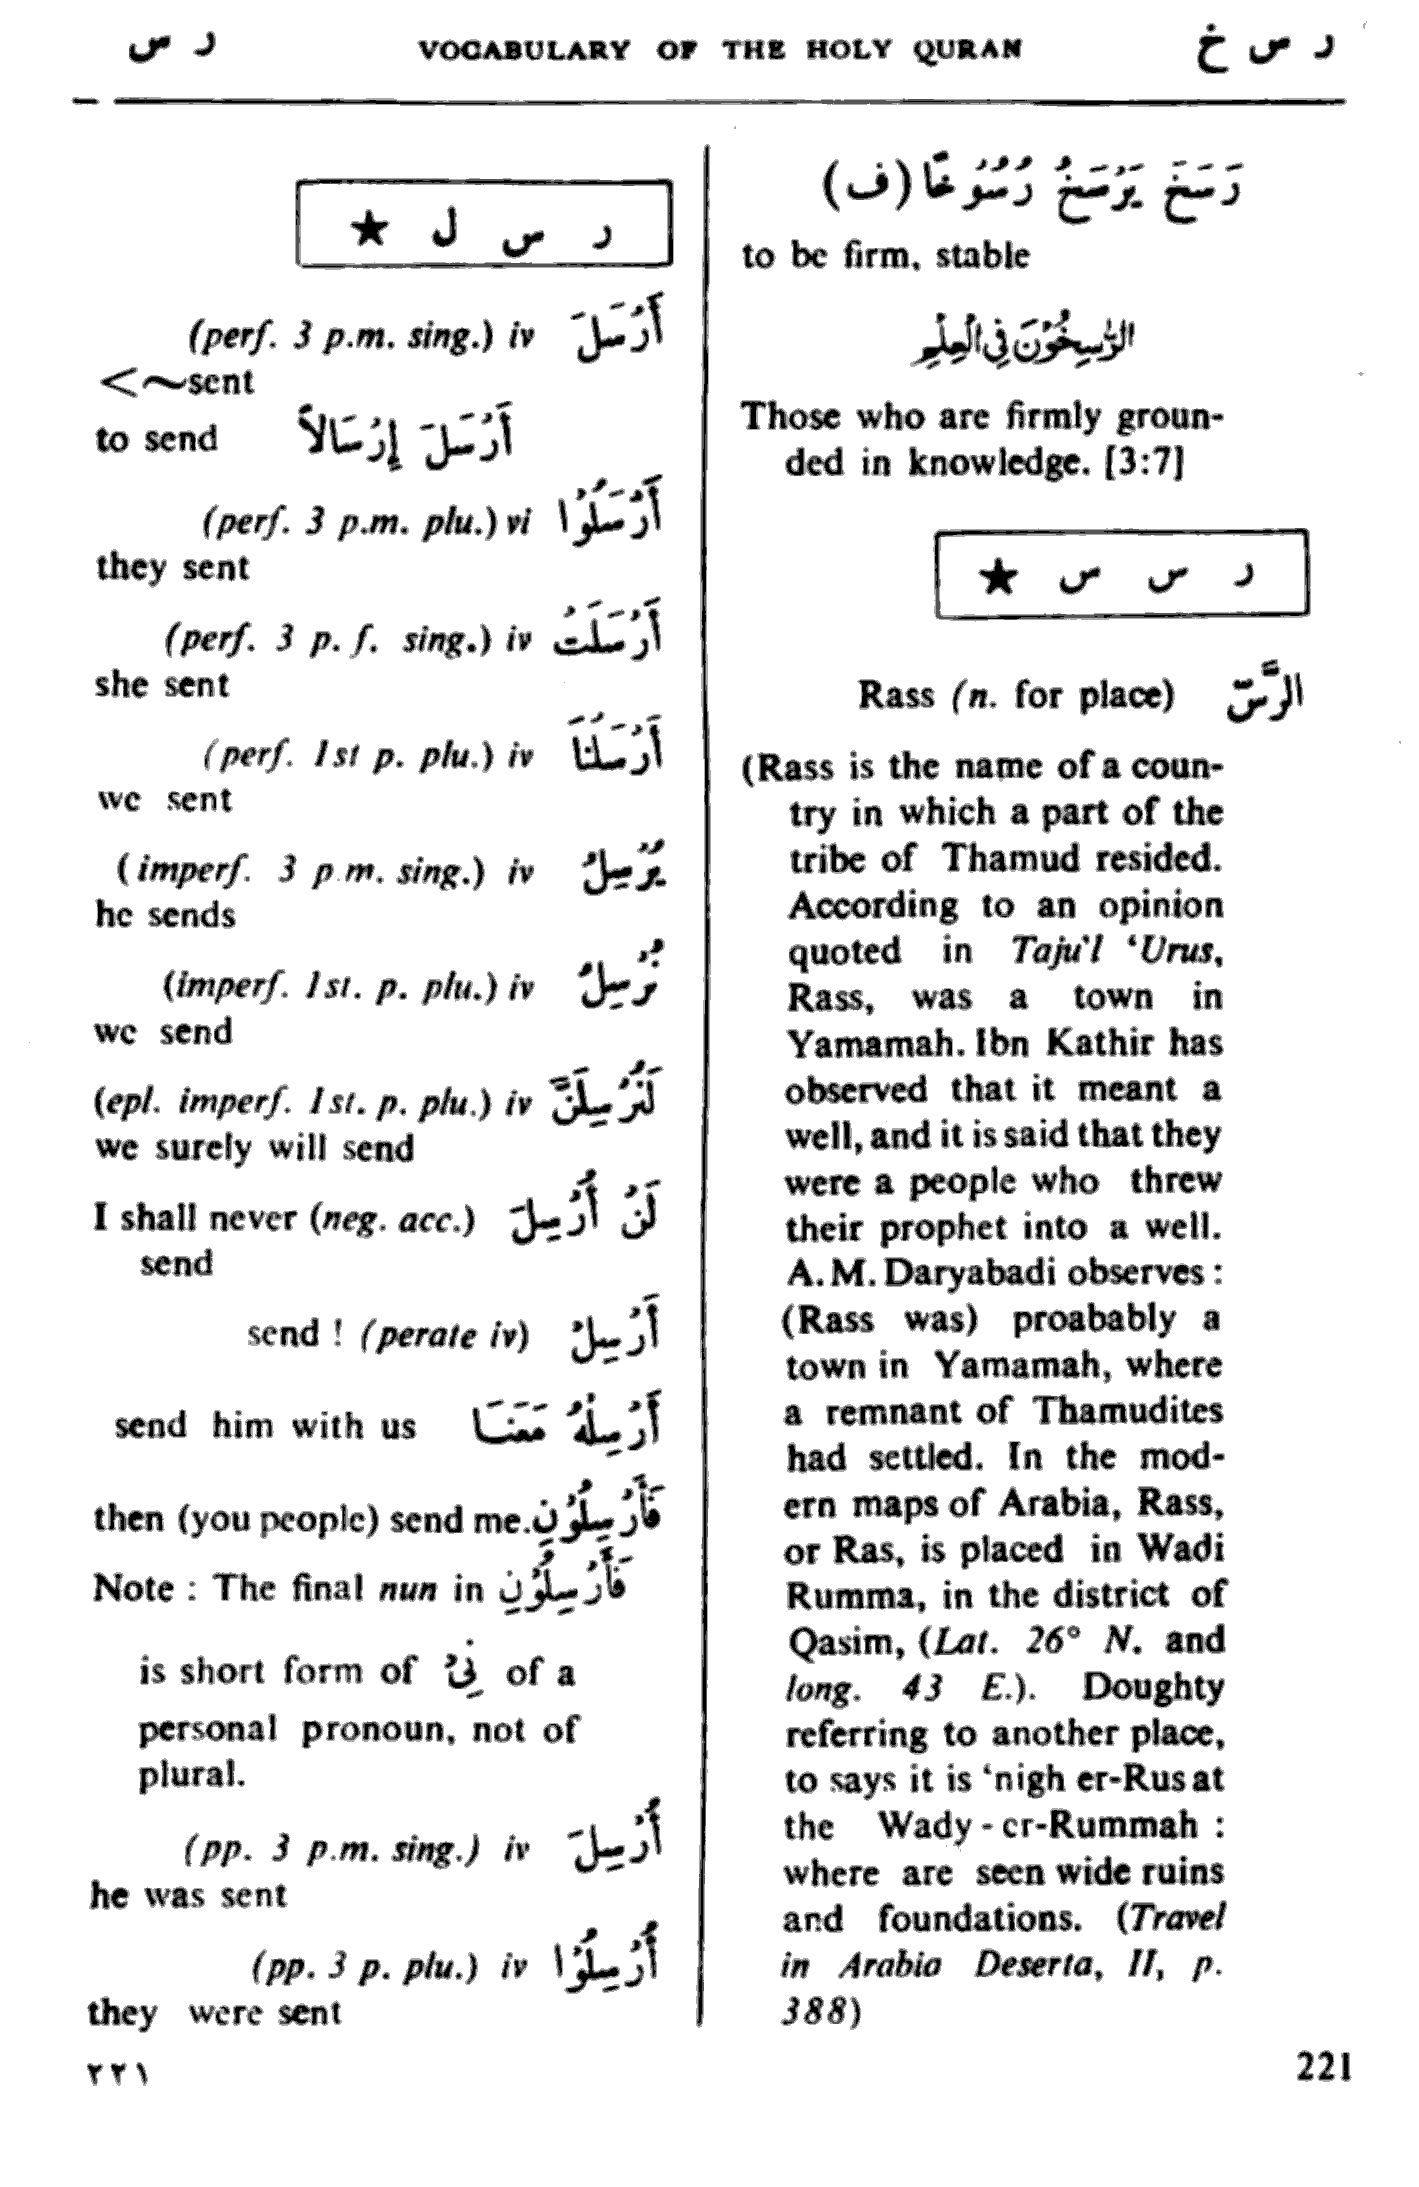 ر س خ VOCABULARY OF THE HOLY QURAN ر س
رَسَخَ يَرْسَخُ رُسُوْخًا (ف)
to be firm, stable
الرّٰسِخُوْنَ فِي الْعِلْمِ
Those who are firmly groun-
ded in knowledge. [3:7]
ر س س ★
Rass (n. for place) الرَّسّ
(Rass is the name of a coun-
try in which a part of the
tribe of Thamud resided.
According to an opinion
quoted in Taju'l ‘Urus,
Rass, was a town in
Yamamah. Ibn Kathir has
observed that it meant a
well, and it is said that they
were a people who threw
their prophet into a well.
A. M. Daryabadi observes :
(Rass was) proabably a
town in Yamamah, where
a remnant of Thamudites
had settled. In the mod-
ern maps of Arabia, Rass,
or Ras, is placed in Wadi
Rumma, in the district of
Qasim, (Lat. 26° N. and
long. 43 E.). Doughty
referring to another place,
to says it is ‘nigh er-Rus at
the Wady - er-Rummah :
where are seen wide ruins
and foundations. (Travel
in Arabia Deserta, II, p.
388)
ر س ل ★
(perf. 3 p.m. sing.) iv أَرْسَلَ
<~sent
to send أَرْسَلَ إِرْسَالاً
(perf. 3 p.m. plu.) vi أَرْسَلُوْا
they sent
(perf. 3 p. f. sing.) iv أَرْسَلَتْ
she sent
(perf. 1st p. plu.) iv أَرْسَلْنَا
we sent
(imperf. 3 p.m. sing.) iv يُرْسِلُ
he sends
(imperf. 1st. p. plu.) iv نُرْسِلُ
we send
(epl. imperf. 1st. p. plu.) iv لَنُرْسِلَنَّ
we surely will send
I shall never (neg. acc.) لَنْ أُرْسِلَ
send
send ! (perate iv) أَرْسِلْ
send him with us أَرْسِلْهُ مَعَنَا
then (you people) send me. فَأَرْسِلُوْنِ
Note : The final nun in فَأَرْسِلُوْنِ
is short form of نِيْ of a
personal pronoun, not of
plural.
(pp. 3 p.m. sing.) iv أُرْسِلَ
he was sent
(pp. 3 p. plu.) iv أُرْسِلُوْا
they were sent
٢٢١ 221